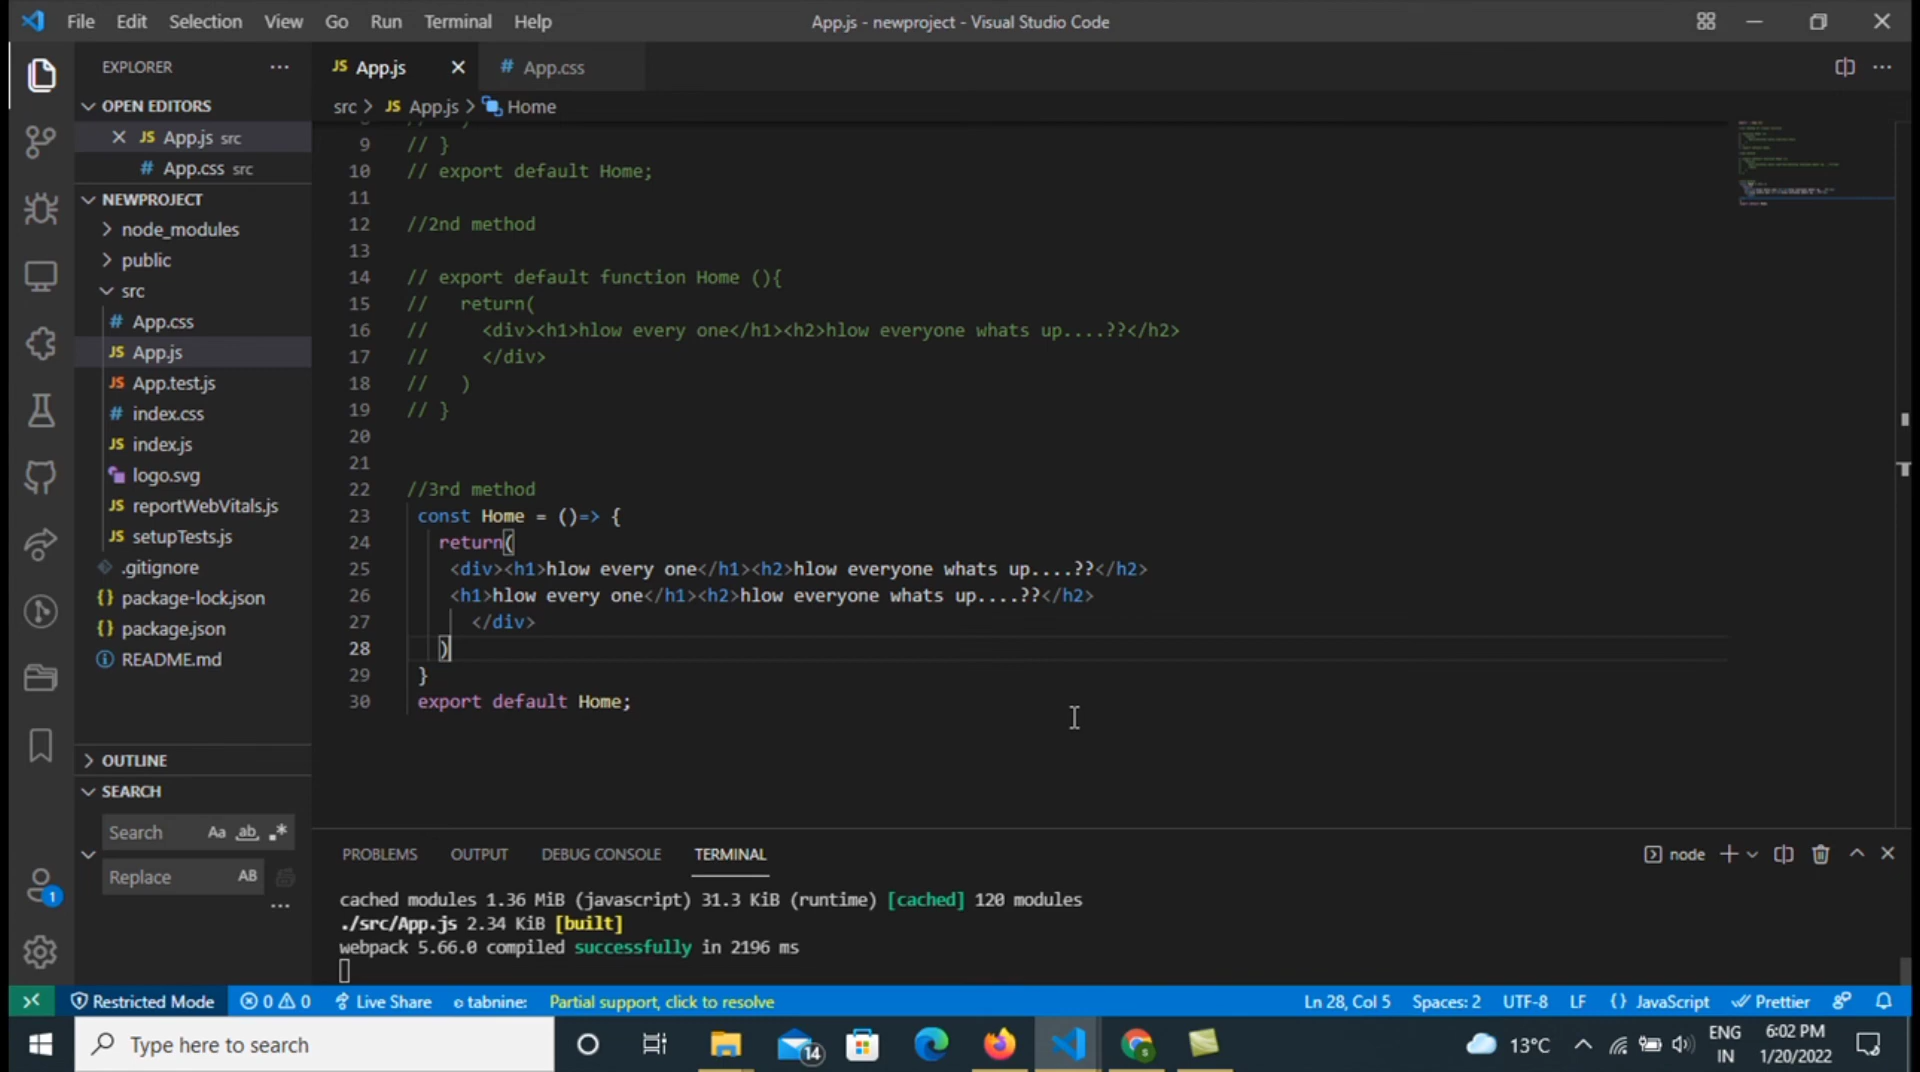 File Edit Selection View Go Run Terminal Help App.js - newproject - Visual Studio Code
EXPLORER
JS App.js
# App.css
OPEN EDITORS
src > JS App.js > Home
JS App.js src
# App.css src
NEWPROJECT
node_modules
public
src
# App.css
JS App.js
JS App.test.js
# index.css
JS index.js
logo.svg
JS reportWebVitals.js
JS setupTests.js
.gitignore
{} package-lock.json
{} package.json
README.md
OUTLINE
SEARCH
Search Aa ab
Replace AB
9 // }
10 // export default Home;
11
12 //2nd method
13
14 // export default function Home (){
15 // return(
16 // <div><h1>hlow every one</h1><h2>hlow everyone whats up....??</h2>
17 // </div>
18 // )
19 // }
20
21
22 //3rd method
23 const Home = ()=> {
24 return(
25 <div><h1>hlow every one</h1><h2>hlow everyone whats up....??</h2>
26 <h1>hlow every one</h1><h2>hlow everyone whats up....??</h2>
27 </div>
28 )
29 }
30 export default Home;
PROBLEMS OUTPUT DEBUG CONSOLE TERMINAL
node
cached modules 1.36 MiB (javascript) 31.3 KiB (runtime) [cached] 120 modules
./src/App.js 2.34 KiB [built]
webpack 5.66.0 compiled successfully in 2196 ms
1
Restricted Mode 0 0 Live Share tabnine: Partial support, click to resolve Ln 28, Col 5 Spaces: 2 UTF-8 LF {} JavaScript Prettier
Type here to search
14
13°C
ENG
IN
6:02 PM
1/20/2022